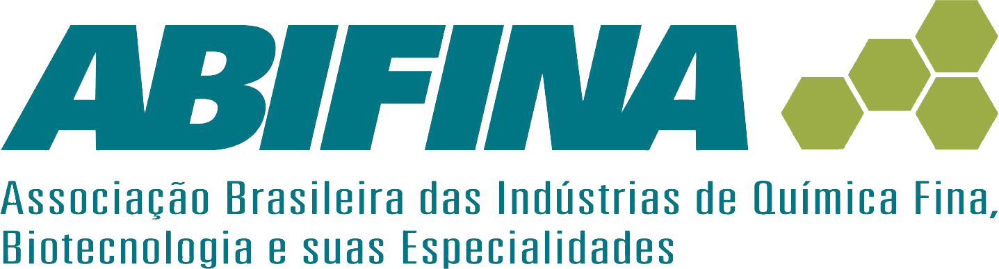 ABIFINA
Associação Brasileira das Indústrias de Química Fina,
Biotecnologia e suas Especialidades